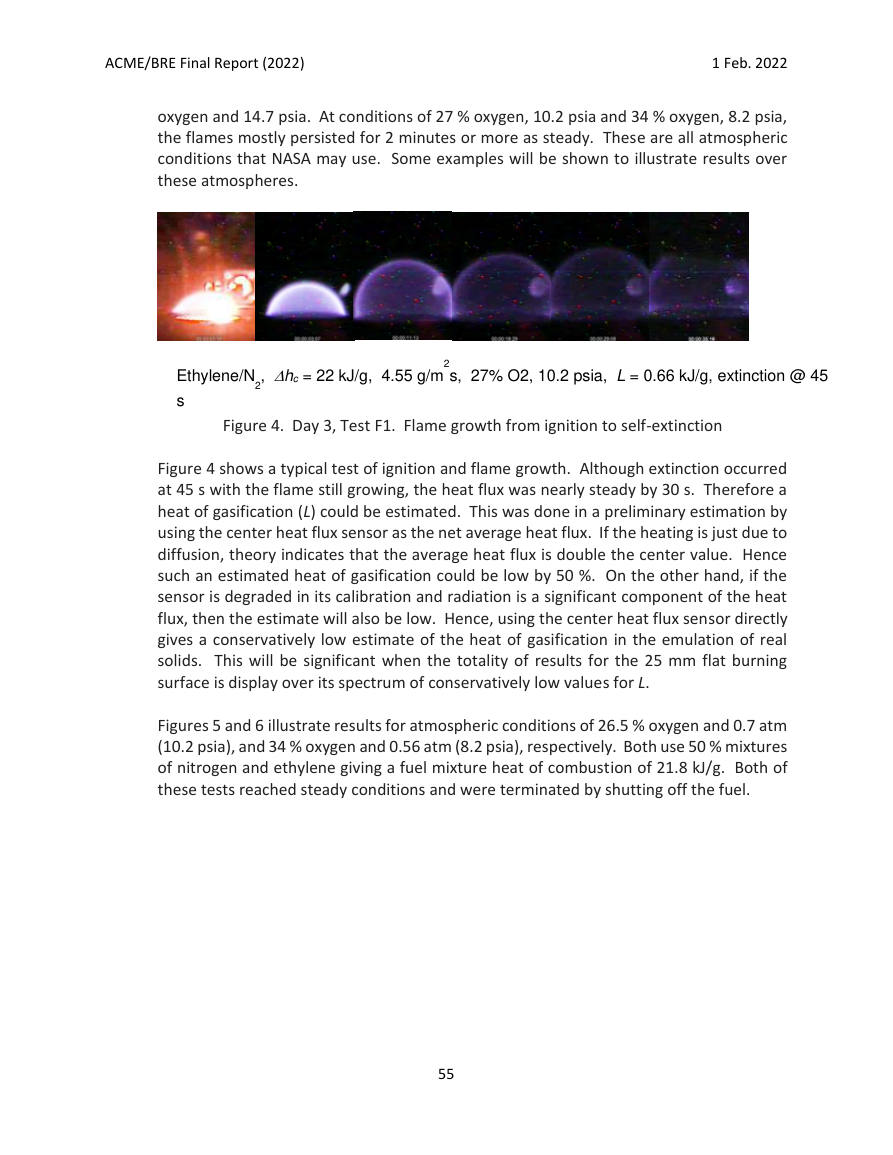 ACME/BRE Final Report (2022) 1 Feb. 2022
oxygen and 14.7 psia. At conditions of 27 % oxygen, 10.2 psia and 34 % oxygen, 8.2 psia,
the flames mostly persisted for 2 minutes or more as steady. These are all atmospheric
conditions that NASA may use. Some examples will be shown to illustrate results over
these atmospheres.
Ethylene/N2, Δhc = 22 kJ/g, 4.55 g/m2s, 27% O2, 10.2 psia, L = 0.66 kJ/g, extinction @ 45
s
Figure 4. Day 3, Test F1. Flame growth from ignition to self-extinction
Figure 4 shows a typical test of ignition and flame growth. Although extinction occurred
at 45 s with the flame still growing, the heat flux was nearly steady by 30 s. Therefore a
heat of gasification (L) could be estimated. This was done in a preliminary estimation by
using the center heat flux sensor as the net average heat flux. If the heating is just due to
diffusion, theory indicates that the average heat flux is double the center value. Hence
such an estimated heat of gasification could be low by 50 %. On the other hand, if the
sensor is degraded in its calibration and radiation is a significant component of the heat
flux, then the estimate will also be low. Hence, using the center heat flux sensor directly
gives a conservatively low estimate of the heat of gasification in the emulation of real
solids. This will be significant when the totality of results for the 25 mm flat burning
surface is display over its spectrum of conservatively low values for L.
Figures 5 and 6 illustrate results for atmospheric conditions of 26.5 % oxygen and 0.7 atm
(10.2 psia), and 34 % oxygen and 0.56 atm (8.2 psia), respectively. Both use 50 % mixtures
of nitrogen and ethylene giving a fuel mixture heat of combustion of 21.8 kJ/g. Both of
these tests reached steady conditions and were terminated by shutting off the fuel.
55